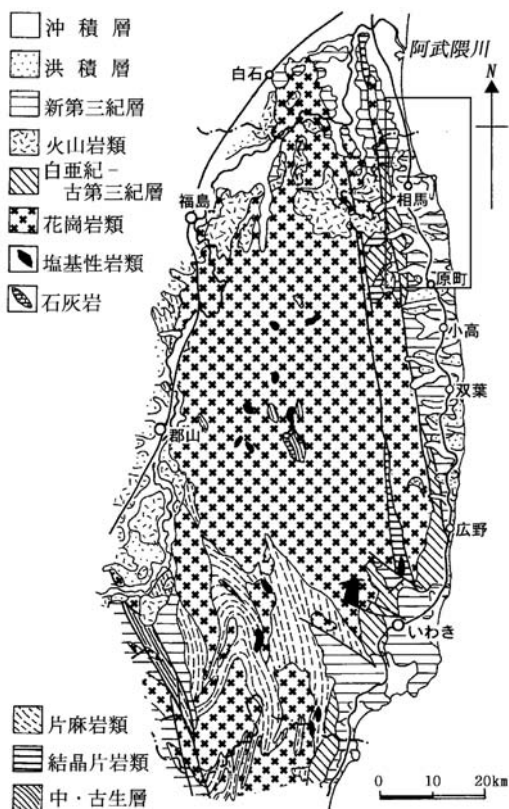 沖積層
洪積層
新第三紀層
火山岩類
白亜紀-
古第三紀層
花崗岩類
塩基性岩類
石灰岩
阿武隈川
N
白石
相馬
福島
原町
小高
双葉
郡山
広野
いわき
片麻岩類
結晶片岩類
中・古生層
0 10 20km